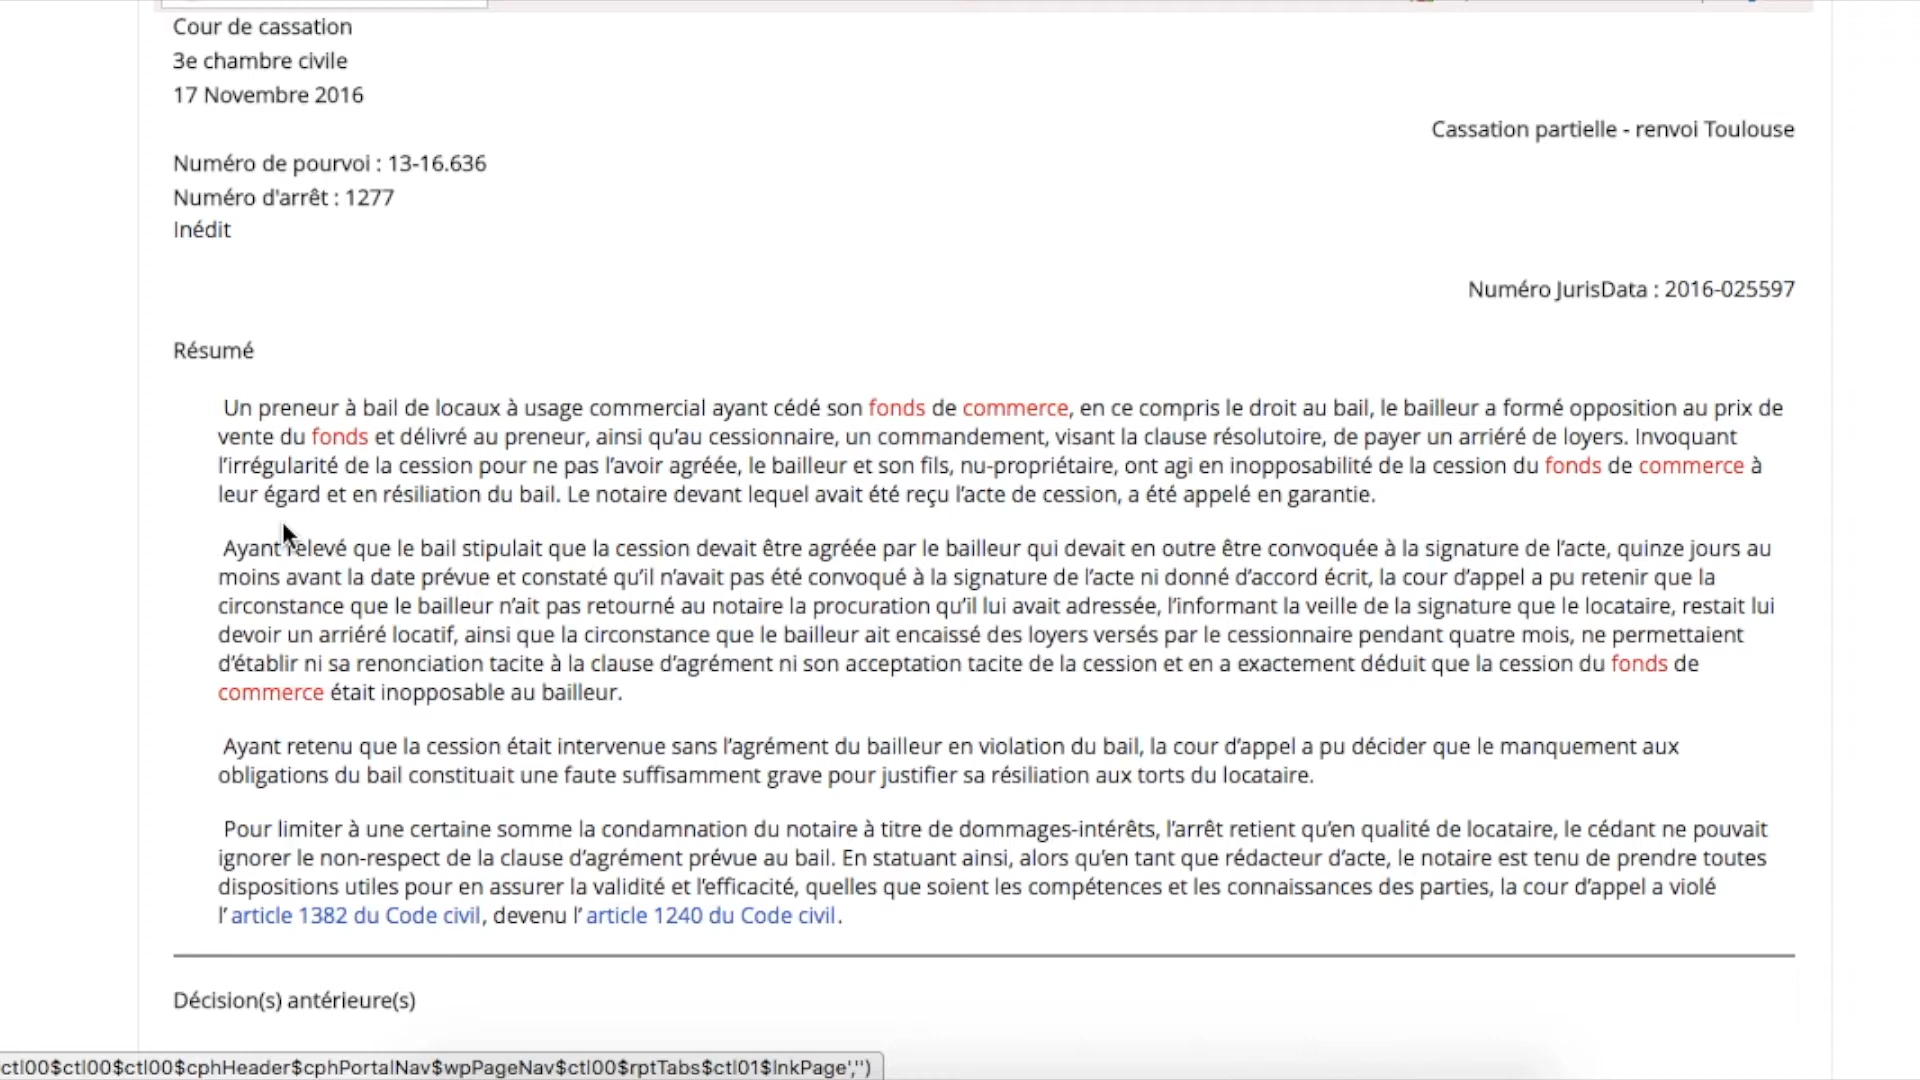 Cour de cassation
3e chambre civile
17 Novembre 2016
Cassation partielle - renvoi Toulouse
Numéro de pourvoi : 13-16.636
Numéro d'arrêt : 1277
Inédit
Numéro JurisData : 2016-025597
Résumé
Un preneur à bail de locaux à usage commercial ayant cédé son fonds de commerce, en ce compris le droit au bail, le bailleur a formé opposition au prix de
vente du fonds et délivré au preneur, ainsi qu’au cessionnaire, un commandement, visant la clause résolutoire, de payer un arriéré de loyers. Invoquant
l’irrégularité de la cession pour ne pas l’avoir agréée, le bailleur et son fils, nu-propriétaire, ont agi en inopposabilité de la cession du fonds de commerce à
leur égard et en résiliation du bail. Le notaire devant lequel avait été reçu l’acte de cession, a été appelé en garantie.
Ayant relevé que le bail stipulait que la cession devait être agréée par le bailleur qui devait en outre être convoquée à la signature de l’acte, quinze jours au
moins avant la date prévue et constaté qu’il n’avait pas été convoqué à la signature de l’acte ni donné d’accord écrit, la cour d’appel a pu retenir que la
circonstance que le bailleur n’ait pas retourné au notaire la procuration qu’il lui avait adressée, l’informant la veille de la signature que le locataire, restait lui
devoir un arriéré locatif, ainsi que la circonstance que le bailleur ait encaissé des loyers versés par le cessionnaire pendant quatre mois, ne permettaient
d’établir ni sa renonciation tacite à la clause d’agrément ni son acceptation tacite de la cession et en a exactement déduit que la cession du fonds de
commerce était inopposable au bailleur.
Ayant retenu que la cession était intervenue sans l’agrément du bailleur en violation du bail, la cour d’appel a pu décider que le manquement aux
obligations du bail constituait une faute suffisamment grave pour justifier sa résiliation aux torts du locataire.
Pour limiter à une certaine somme la condamnation du notaire à titre de dommages-intérêts, l’arrêt retient qu’en qualité de locataire, le cédant ne pouvait
ignorer le non-respect de la clause d’agrément prévue au bail. En statuant ainsi, alors qu’en tant que rédacteur d’acte, le notaire est tenu de prendre toutes
dispositions utiles pour en assurer la validité et l’efficacité, quelles que soient les compétences et les connaissances des parties, la cour d’appel a violé
l’ article 1382 du Code civil, devenu l’ article 1240 du Code civil.
Décision(s) antérieure(s)
ctl00$ctl00$ctl00$cphHeader$cphPortalNav$wpPageNav$ctl00$rptTabs$ctl01$lnkPage','')